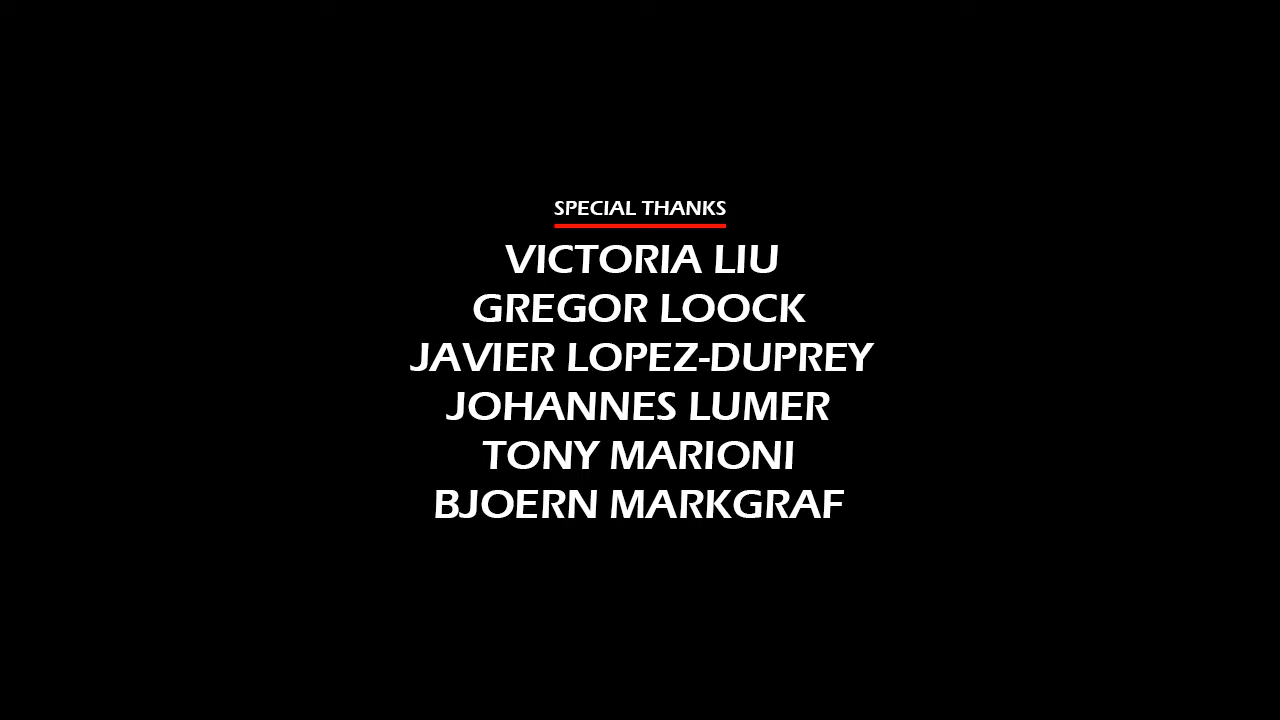 SPECIAL THANKS
VICTORIA LIU
GREGOR LOOCK
JAVIER LOPEZ-DUPREY
JOHANNES LUMER
TONY MARIONI
BJOERN MARKGRAF